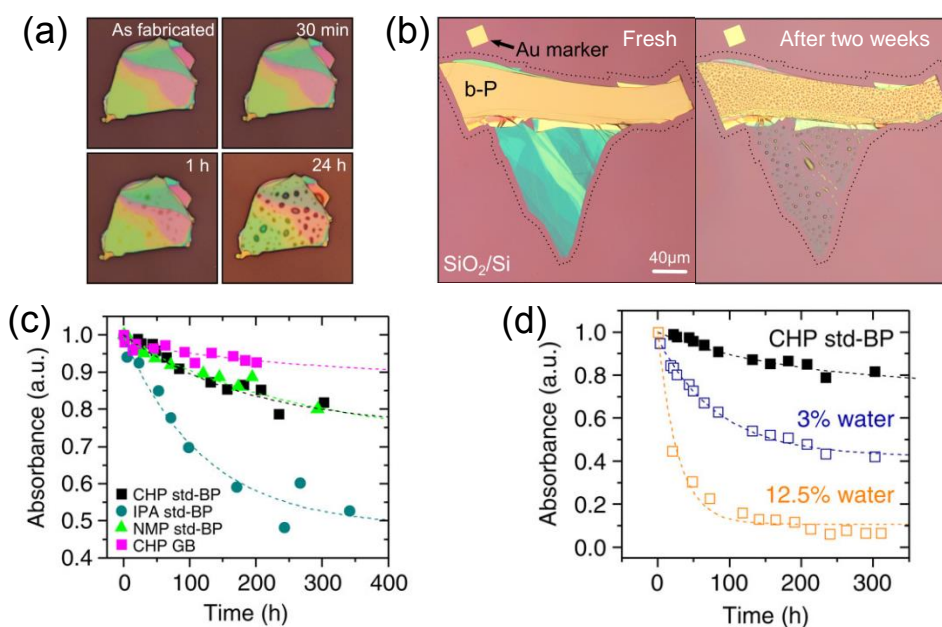 (a)
As fabricated
30 min
1 h
24 h
(b)
Au marker
Fresh
After two weeks
b-P
SiO₂/Si
40μm
(c)
1.0
0.9
0.8
0.7
0.6
0.5
0.4
Absorbance (a.u.)
CHP std-BP
IPA std-BP
NMP std-BP
CHP GB
0 100 200 300 400
Time (h)
(d)
1.0
0.8
0.6
0.4
0.2
0.0
Absorbance (a.u.)
CHP std-BP
3% water
12.5% water
0 100 200 300
Time (h)